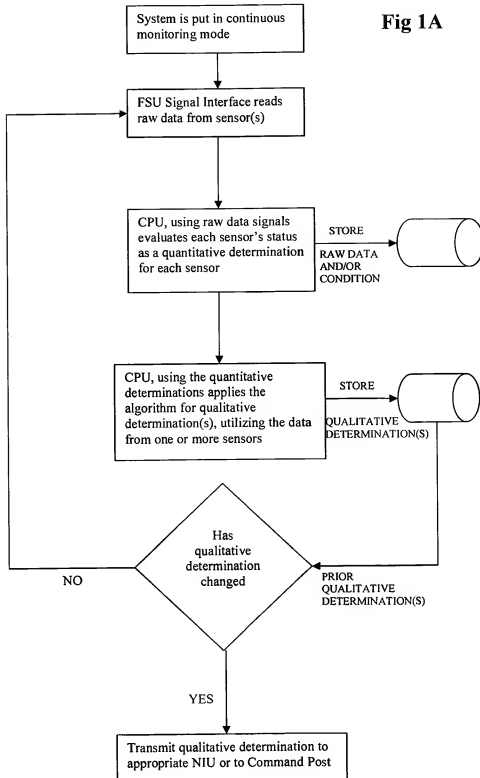 Fig 1A
System is put in continuous
monitoring mode
FSU Signal Interface reads
raw data from sensor(s)
CPU, using raw data signals
evaluates each sensor's status
as a quantitative determination
for each sensor
STORE
RAW DATA
AND/OR
CONDITION
CPU, using the quantitative
determinations applies the
algorithm for qualitative
determination(s), utilizing the data
from one or more sensors
STORE
QUALITATIVE
DETERMINATION(S)
Has
qualitative
determination
changed
NO
PRIOR
QUALITATIVE
DETERMINATION(S)
YES
Transmit qualitative determination to
appropriate NIU or to Command Post